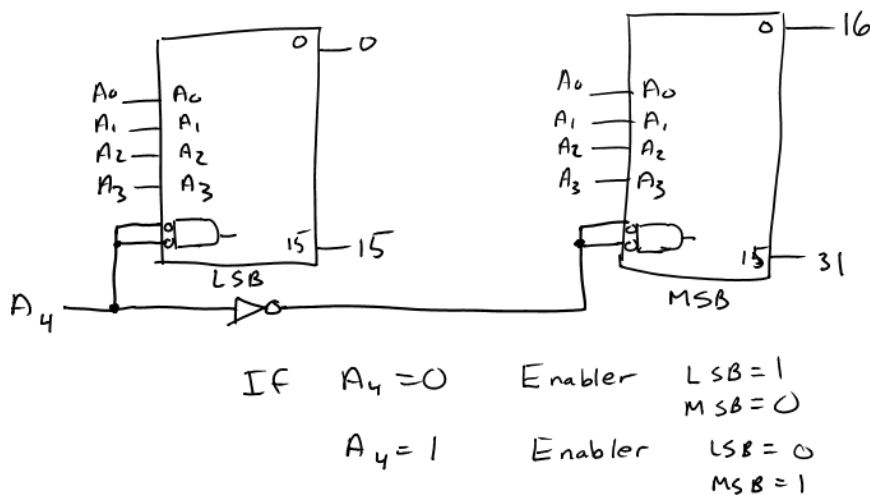 0 0
A0 A0
A1 A1
A2 A2
A3 A3
15 15
LSB
A4
0 16
A0 A0
A1 A1
A2 A2
A3 A3
15 31
MSB
If A4=0 Enabler LSB=1
MSB=0
A4=1 Enabler LSB=0
MSB=1